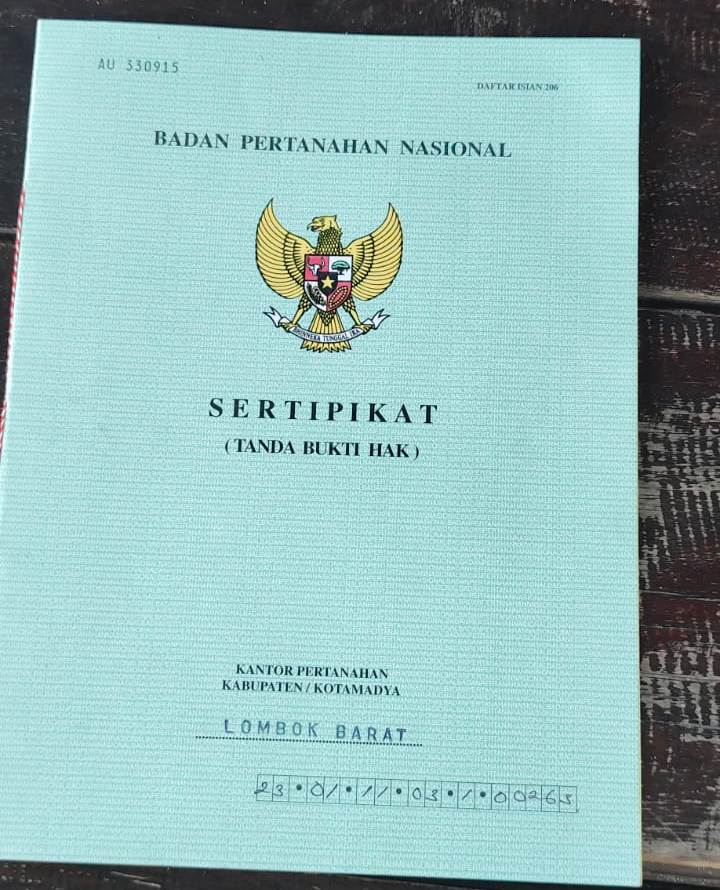 AU 330915
DAFTAR ISIAN 206
BADAN PERTANAHAN NASIONAL
BHINNEKA TUNGGAL IKA
SERTIPIKAT
( TANDA BUKTI HAK )
KANTOR PERTANAHAN
KABUPATEN / KOTAMADYA
LOMBOK BARAT
23•01•11•03•1•00265